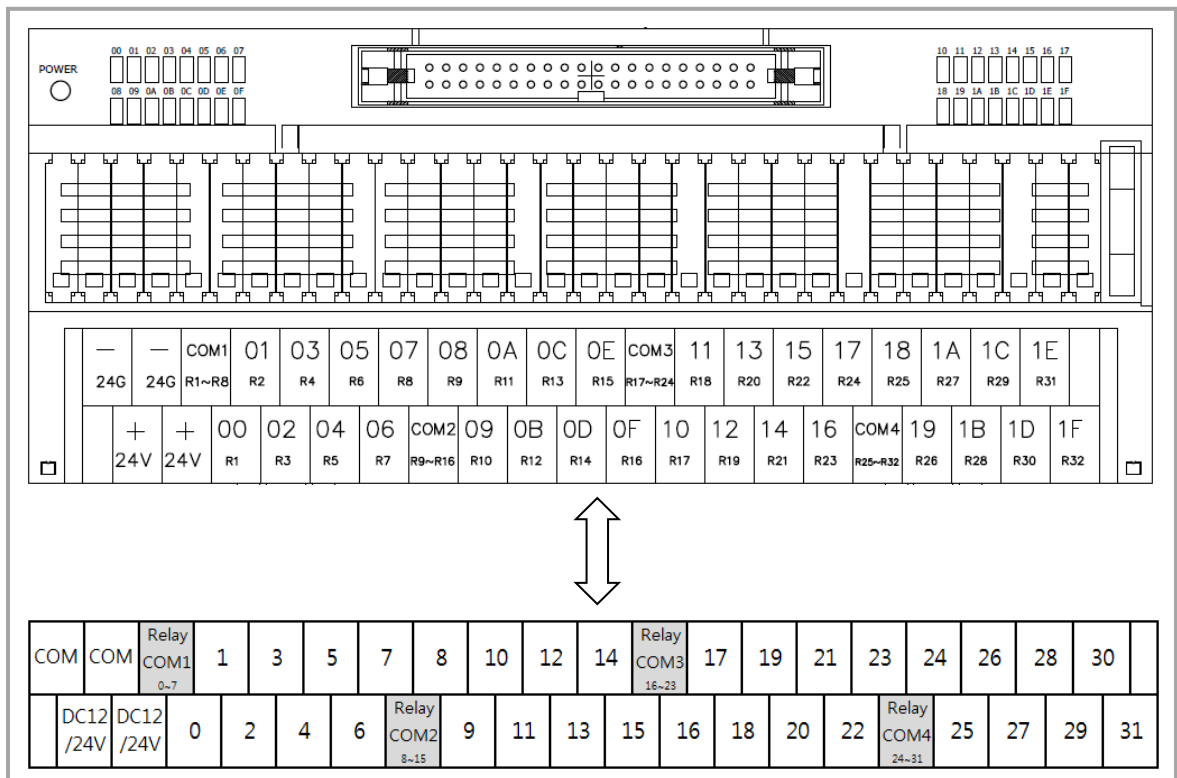 00 01 02 03 04 05 06 07
10 11 12 13 14 15 16 17
POWER
08 09 0A 0B 0C 0D 0E 0F
18 19 1A 1B 1C 1D 1E 1F
— — COM1 01 03 05 07 08 0A 0C 0E COM3 11 13 15 17 18 1A 1C 1E
24G 24G R1~R8 R2 R4 R6 R8 R9 R11 R13 R15 R17~R24 R18 R20 R22 R24 R25 R27 R29 R31
+ + 00 02 04 06 COM2 09 0B 0D 0F 10 12 14 16 COM4 19 1B 1D 1F
24V 24V R1 R3 R5 R7 R9~R16 R10 R12 R14 R16 R17 R19 R21 R23 R25~R32 R26 R28 R30 R32
Relay Relay
COM COM COM1 1 3 5 7 8 10 12 14 COM3 17 19 21 23 24 26 28 30
0~7 16~23
DC12 DC12 Relay Relay
/24V /24V 0 2 4 6 COM2 9 11 13 15 16 18 20 22 COM4 25 27 29 31
8~15 24~31